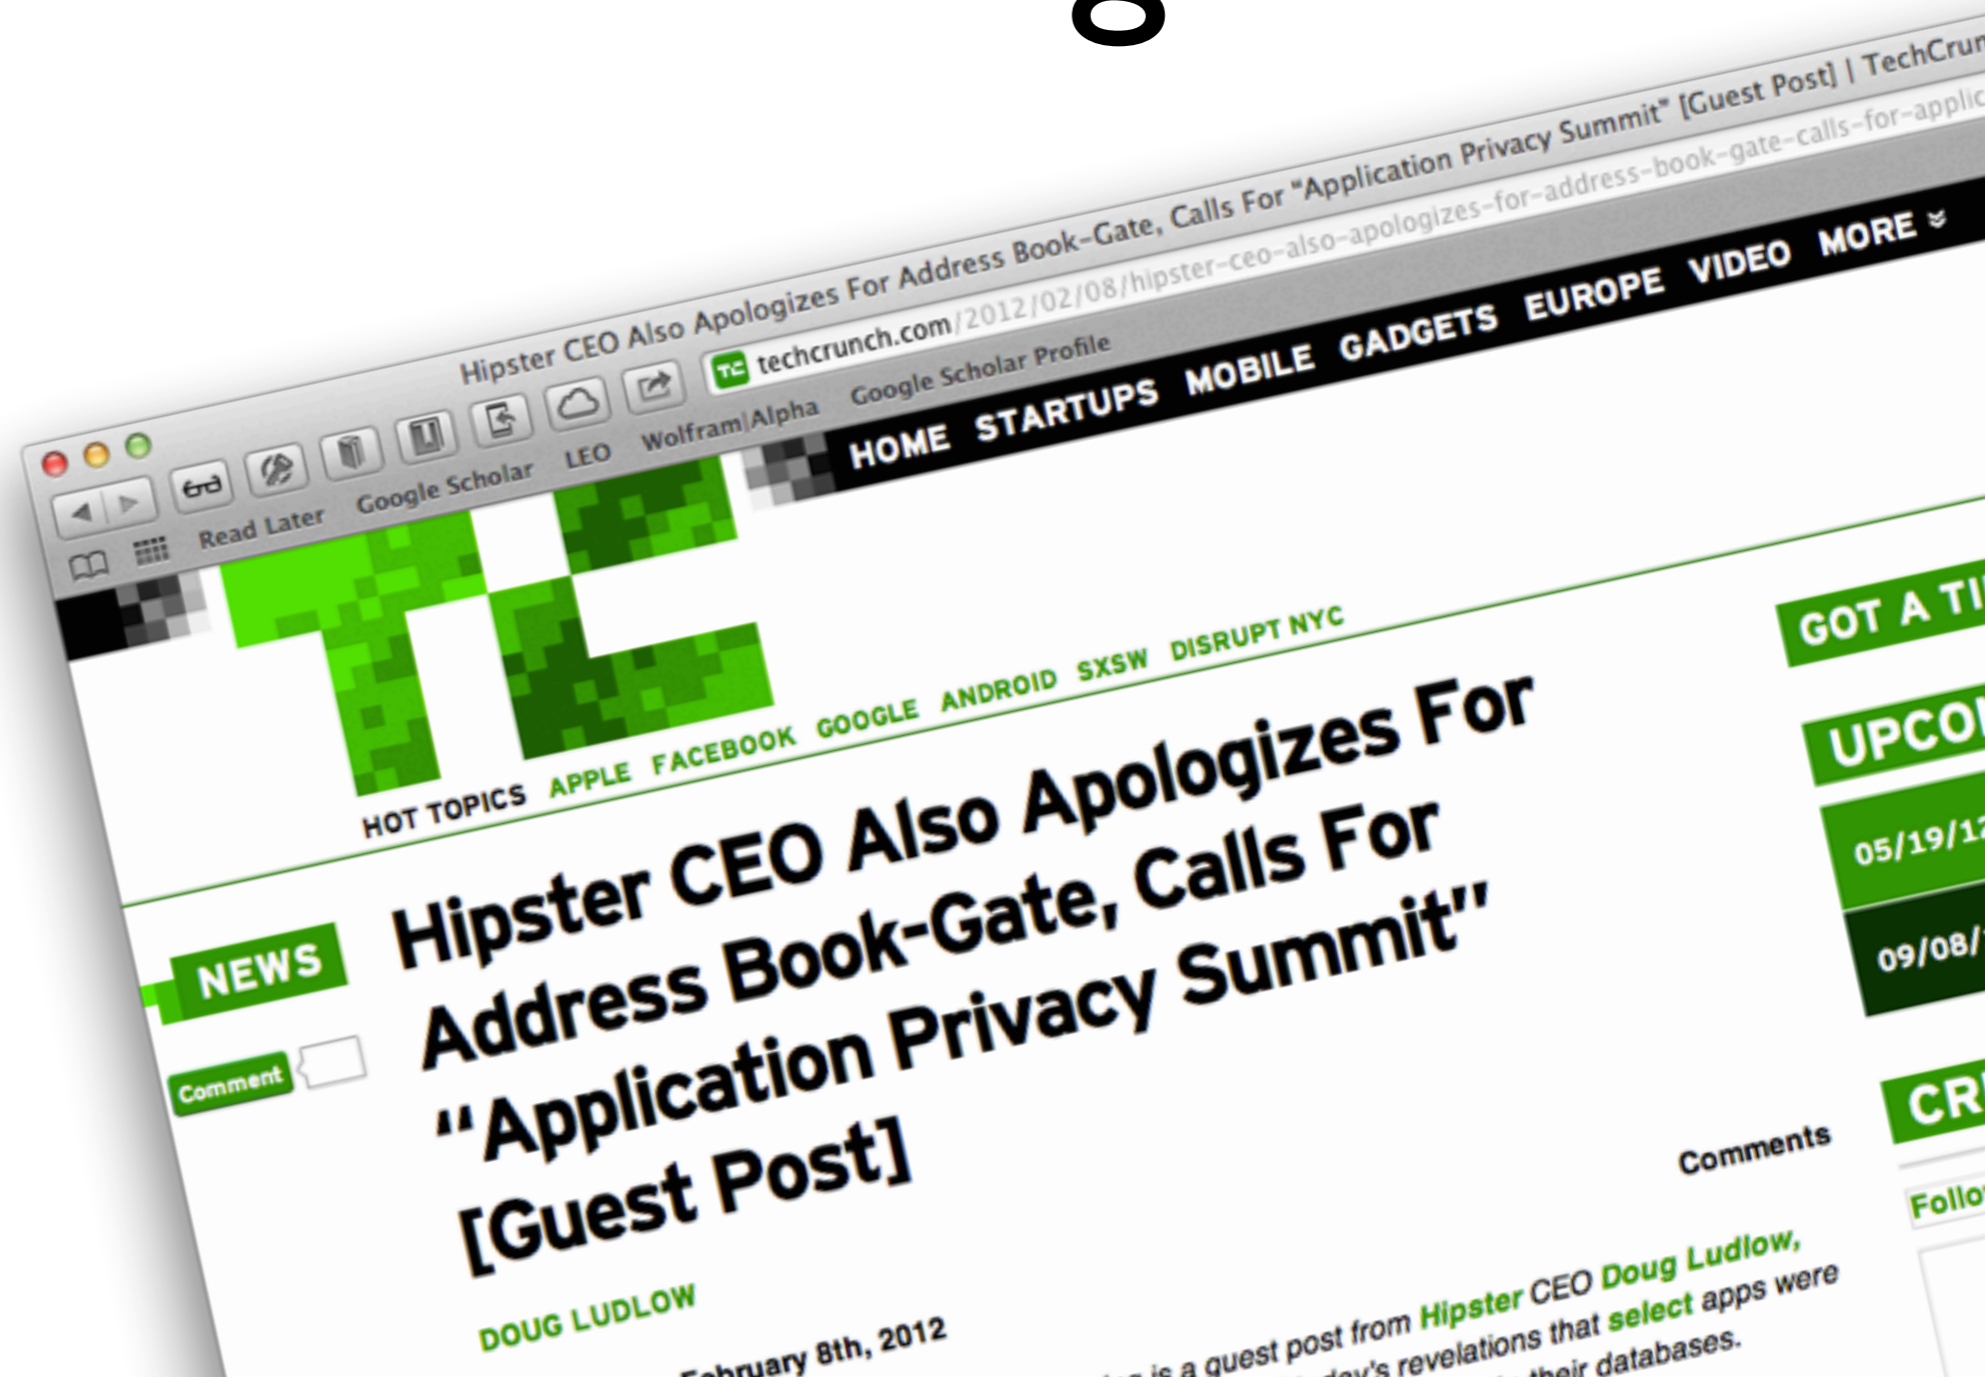 Hipster CEO Also Apologizes For Address Book-Gate, Calls For "Application Privacy Summit" [Guest Post] | TechCrun
techcrunch.com/2012/02/08/hipster-ceo-also-apologizes-for-address-book-gate-calls-for-applic
Read Later Google Scholar LEO Wolfram|Alpha Google Scholar Profile
HOME STARTUPS MOBILE GADGETS EUROPE VIDEO MORE
TC
HOT TOPICS APPLE FACEBOOK GOOGLE ANDROID SXSW DISRUPT NYC
GOT A TI
UPCO
05/19/12
09/08/
NEWS
Comment
Hipster CEO Also Apologizes For
Address Book-Gate, Calls For
“Application Privacy Summit”
[Guest Post]
DOUG LUDLOW
February 8th, 2012
Comments
CR
Follo
is a guest post from Hipster CEO Doug Ludlow,
day's revelations that select apps were
their databases.